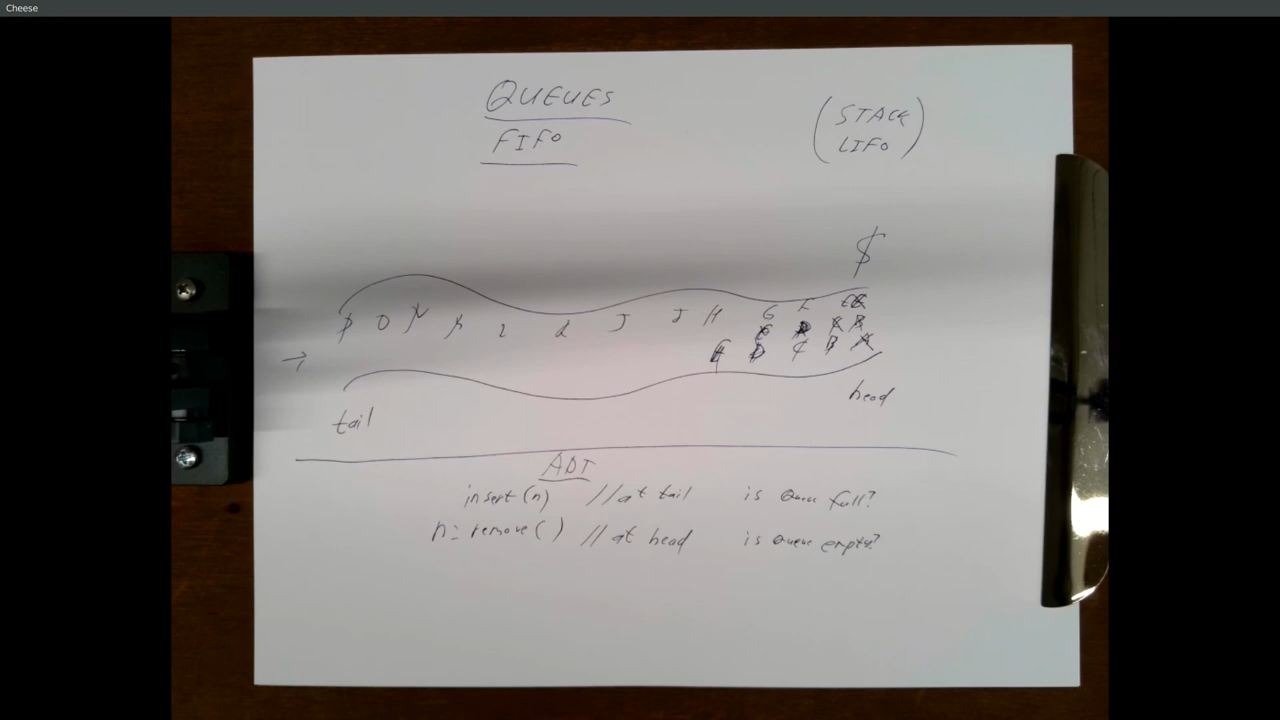 Cheese
QUEUES
FIFO
(STACK
LIFO)
$
P O N K L J J H G F
C B A
→
head
tail
ADT
insert(n) //at tail is Queue full?
n = remove() //at head is Queue empty?